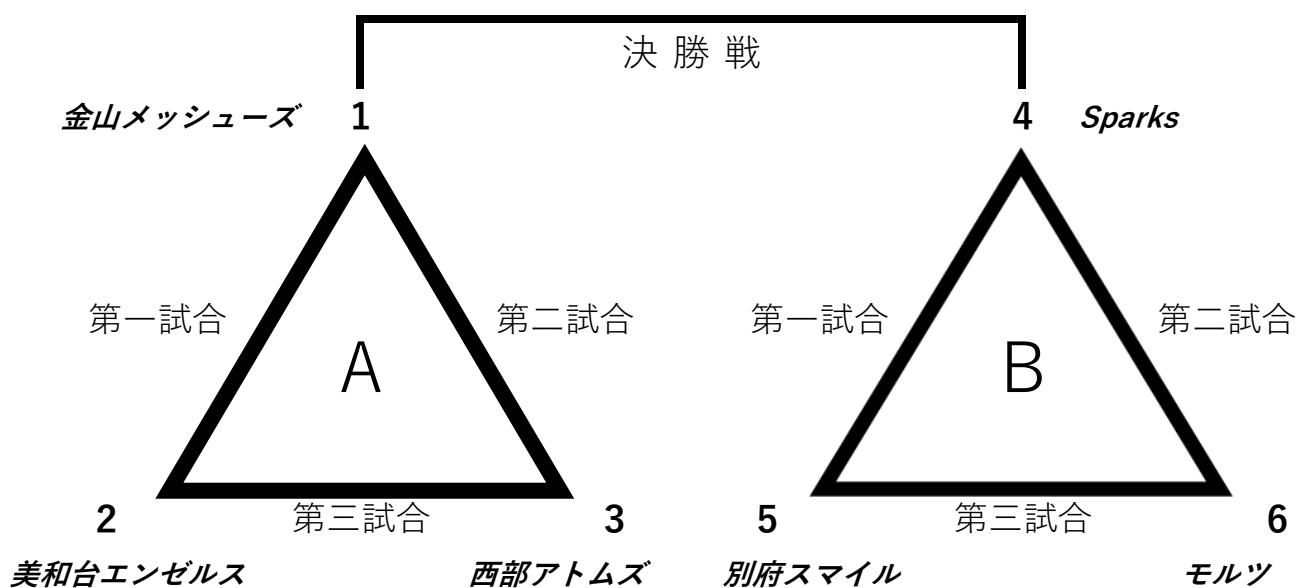 決勝戦
金山メッシューズ 1
4 Sparks
第一試合
第二試合
A
第一試合
第二試合
B
2
第三試合
3
5
第三試合
6
美和台エンゼルス
西部アトムズ
別府スマイル
モルツ